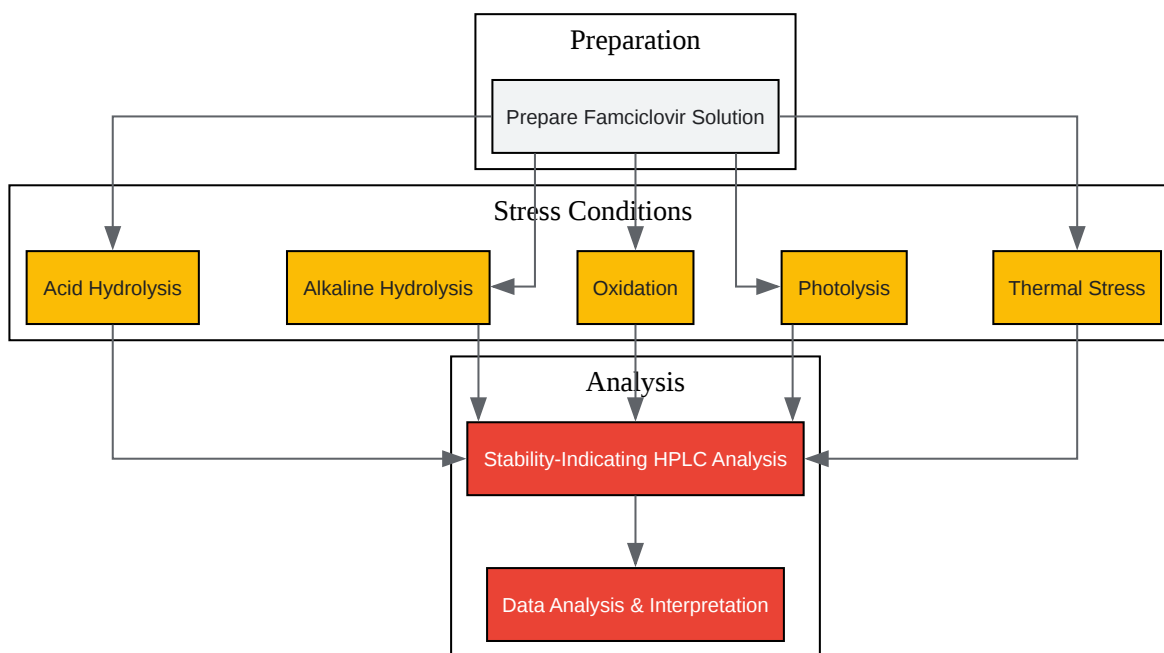 Preparation
Prepare Famciclovir Solution
Stress Conditions
Acid Hydrolysis
Alkaline Hydrolysis
Oxidation
Photolysis
Thermal Stress
Analysis
Stability-Indicating HPLC Analysis
Data Analysis & Interpretation